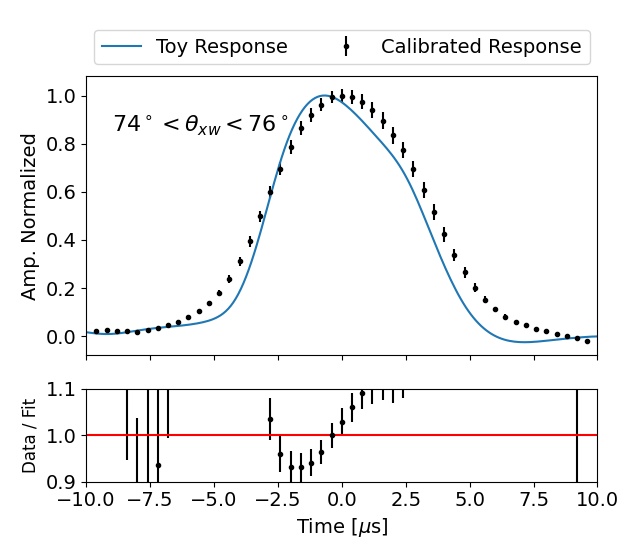 Toy Response Calibrated Response
74° < θxw < 76°
Amp. Normalized
1.0
0.8
0.6
0.4
0.2
0.0
Data / Fit
1.1
1.0
0.9
−10.0 −7.5 −5.0 −2.5 0.0 2.5 5.0 7.5 10.0
Time [μs]